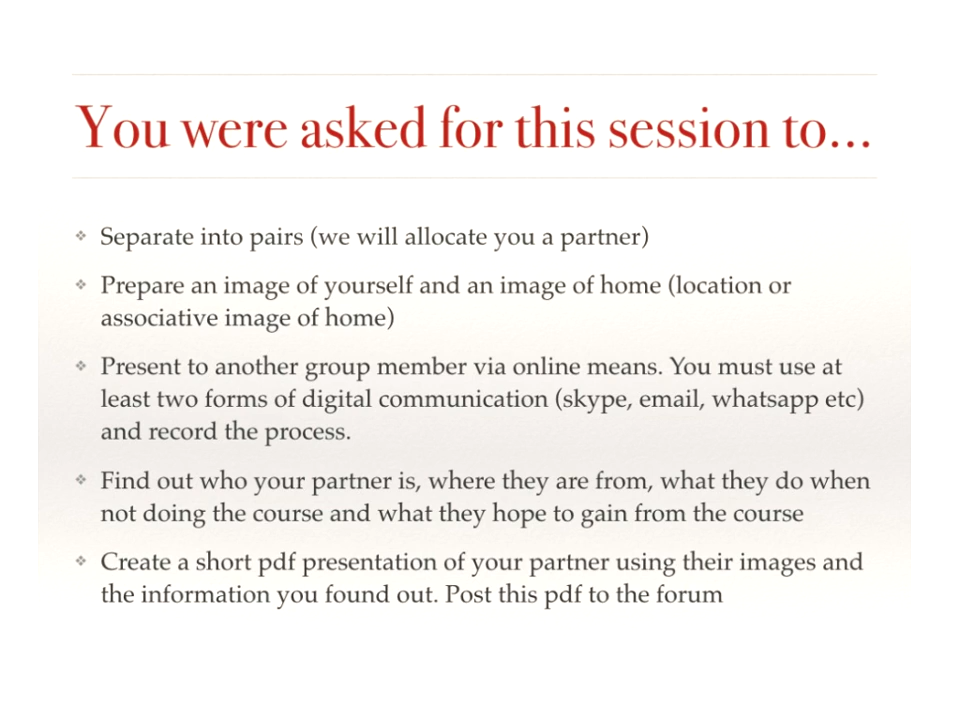 You were asked for this session to...
❖ Separate into pairs (we will allocate you a partner)
❖ Prepare an image of yourself and an image of home (location or
associative image of home)
❖ Present to another group member via online means. You must use at
least two forms of digital communication (skype, email, whatsapp etc)
and record the process.
❖ Find out who your partner is, where they are from, what they do when
not doing the course and what they hope to gain from the course
❖ Create a short pdf presentation of your partner using their images and
the information you found out. Post this pdf to the forum